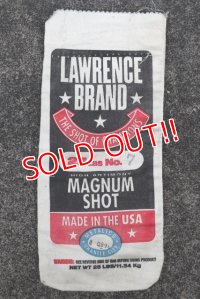 LAWRENCE
BRAND
THE SHOT OF
SOLD OUT!!
No. 7
HIGH ANTIMONY
MAGNUM
SHOT
MADE IN THE USA
WARNING:
NET WT 25 LBS/11.34 KG